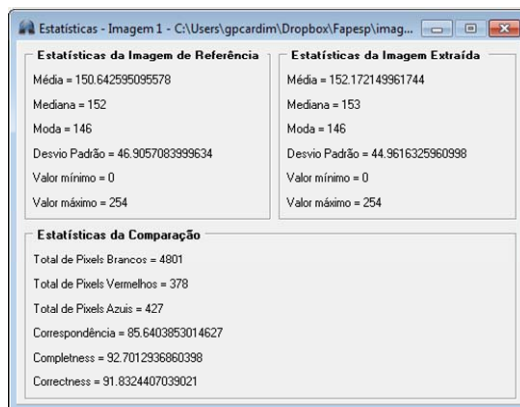 Estatísticas - Imagem 1 - C:\Users\gpcardim\Dropbox\Fapesp\imag...
Estatísticas da Imagem de Referência
Média = 150.642595095578
Mediana = 152
Moda = 146
Desvio Padrão = 46.9057083999634
Valor mínimo = 0
Valor máximo = 254
Estatísticas da Imagem Extraída
Média = 152.172149961744
Mediana = 153
Moda = 146
Desvio Padrão = 44.9616325960998
Valor mínimo = 0
Valor máximo = 254
Estatísticas da Comparação
Total de Pixels Brancos = 4801
Total de Pixels Vermelhos = 378
Total de Pixels Azuis = 427
Correspondência = 85.6403853014627
Completness = 92.7012936860398
Correctness = 91.8324407039021